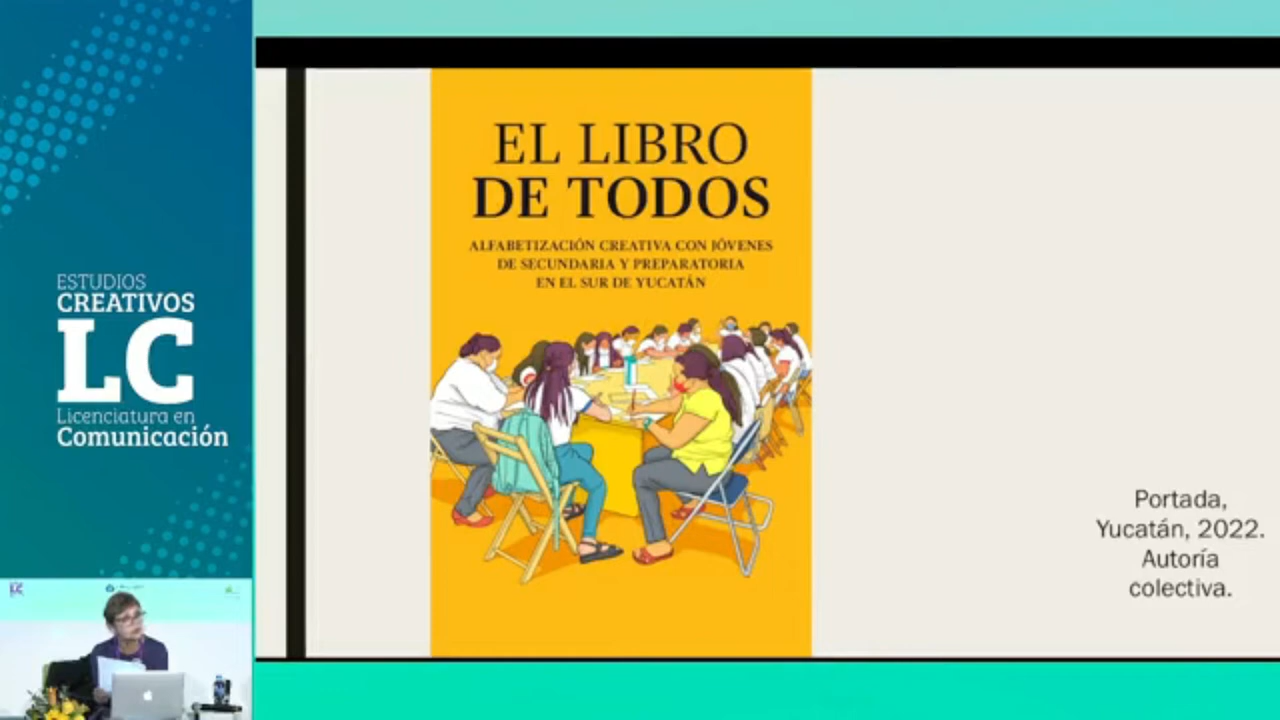 ESTUDIOS
CREATIVOS
LC
Licenciatura en
Comunicación
EL LIBRO
DE TODOS
ALFABETIZACIÓN CREATIVA CON JÓVENES
DE SECUNDARIA Y PREPARATORIA
EN EL SUR DE YUCATÁN
Portada,
Yucatán, 2022.
Autoría
colectiva.